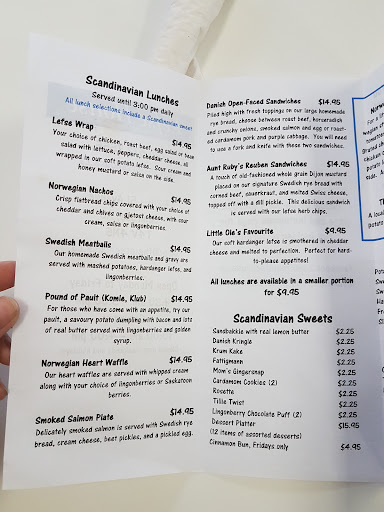 Scandinavian Lunches
Served until 3:00 pm daily
All lunch selections include a Scandinavian sweet
Lefse Wrap $14.95
Your choice of chicken, roast beef, egg salad or bean
salad with lettuce, peppers, cheddar cheese, all
wrapped in our soft potato lefse. Sour cream and
honey mustard or salsa on the side.
Norwegian Nachos $14.95
Crisp flatbread chips covered with your choice of
cheddar and chives or gjetost cheese, with sour
cream, salsa or lingonberries.
Swedish Meatballs $14.95
Our homemade Swedish meatballs and gravy are
served with mashed potatoes, hardanger lefse, and
lingonberries.
Pound of Pault (Komle, Klub) $14.95
For those who have come with an appetite, try our
pault, a savoury potato dumpling with bacon and lots
of real butter served with lingonberries and golden
syrup.
Norwegian Heart Waffle $14.95
Our heart waffles are served with whipped cream
along with your choice of lingonberries or Saskatoon
berries.
Smoked Salmon Plate $14.95
Delicately smoked salmon is served with Swedish rye
bread, cream cheese, beet pickles, and a pickled egg.
Danish Open-Faced Sandwiches $14.95
Piled high with fresh toppings on our large homemade
rye bread, choose between roast beef, horseradish
and crunchy onions, smoked salmon and egg or roast-
ed cardamom pork and purple cabbage. You will need
to use a fork and knife with these two sandwiches.
Aunt Ruby's Reuben Sandwiches $14.95
A touch of old-fashioned whole grain Dijon mustard
placed on our signature Swedish rye bread with
corned beef, sauerkraut, and melted Swiss cheese,
topped off with a dill pickle. This delicious sandwich
is served with our lefse herb chips.
Little Ole's Favourite $9.95
Our soft hardanger lefse is smothered in cheddar
cheese and melted to perfection. Perfect for hard-
to-please appetites!
All lunches are available in a smaller portion
for $9.95
Scandinavian Sweets
Sansbakkle with real lemon butter $2.25
Danish Kringle $2.25
Krum Kake $2.25
Fattigmann $2.25
Mom's Gingersnap $2.25
Cardamom Cookies (2) $2.25
Rosette $2.25
Tillie Twist $2.25
Lingonberry Chocolate Puff (2) $2.25
Dessert Platter $15.95
(12 items of assorted desserts)
Cinnamon Bun, Fridays only $4.95